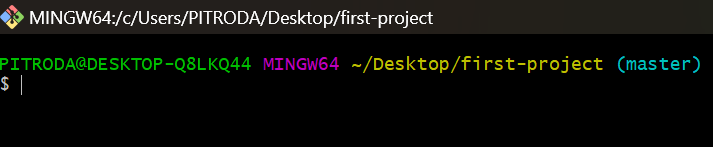 MINGW64:/c/Users/PITRODA/Desktop/first-project
PITRODA@DESKTOP-Q8LKQ44 MINGW64 ~/Desktop/first-project (master)
$